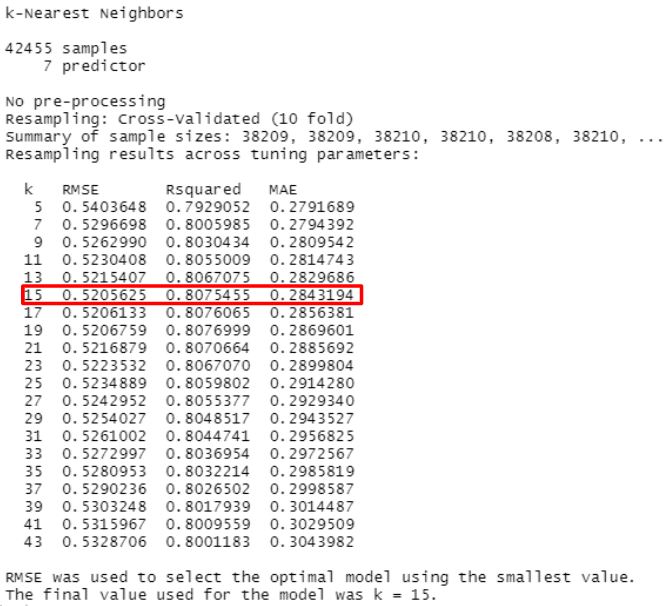 k-Nearest Neighbors
42455 samples
7 predictor
No pre-processing
Resampling: Cross-Validated (10 fold)
Summary of sample sizes: 38209, 38209, 38210, 38210, 38208, 38210, ...
Resampling results across tuning parameters:
k RMSE Rsquared MAE
5 0.5403648 0.7929052 0.2791689
7 0.5296698 0.8005985 0.2794392
9 0.5262990 0.8030434 0.2809542
11 0.5230408 0.8055009 0.2814743
13 0.5215407 0.8067075 0.2829686
15 0.5205625 0.8075455 0.2843194
17 0.5206133 0.8076065 0.2856381
19 0.5206759 0.8076999 0.2869601
21 0.5216879 0.8070664 0.2885692
23 0.5223532 0.8067070 0.2899804
25 0.5234889 0.8059802 0.2914280
27 0.5242952 0.8055377 0.2929340
29 0.5254027 0.8048517 0.2943527
31 0.5261002 0.8044741 0.2956825
33 0.5272997 0.8036954 0.2972567
35 0.5280953 0.8032214 0.2985819
37 0.5290236 0.8026502 0.2998587
39 0.5303248 0.8017939 0.3014487
41 0.5315967 0.8009559 0.3029509
43 0.5328706 0.8001183 0.3043982
RMSE was used to select the optimal model using the smallest value.
The final value used for the model was k = 15.